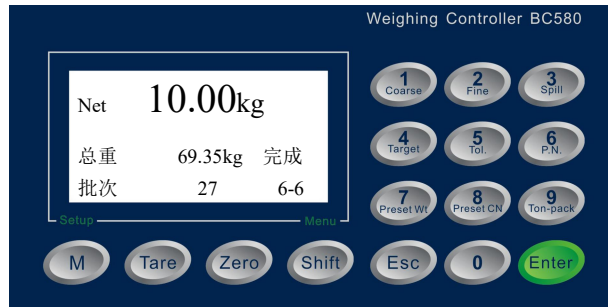 Weighing Controller BC580
Net 10.00kg
总重 69.35kg 完成
批次 27 6-6
Setup Menu
1 2 3
Coarse Fine Spill
4 5 6
Target Tol. P.N.
7 8 9
Preset Wt Preset CN Ton-pack
M Tare Zero Shift Esc 0 Enter